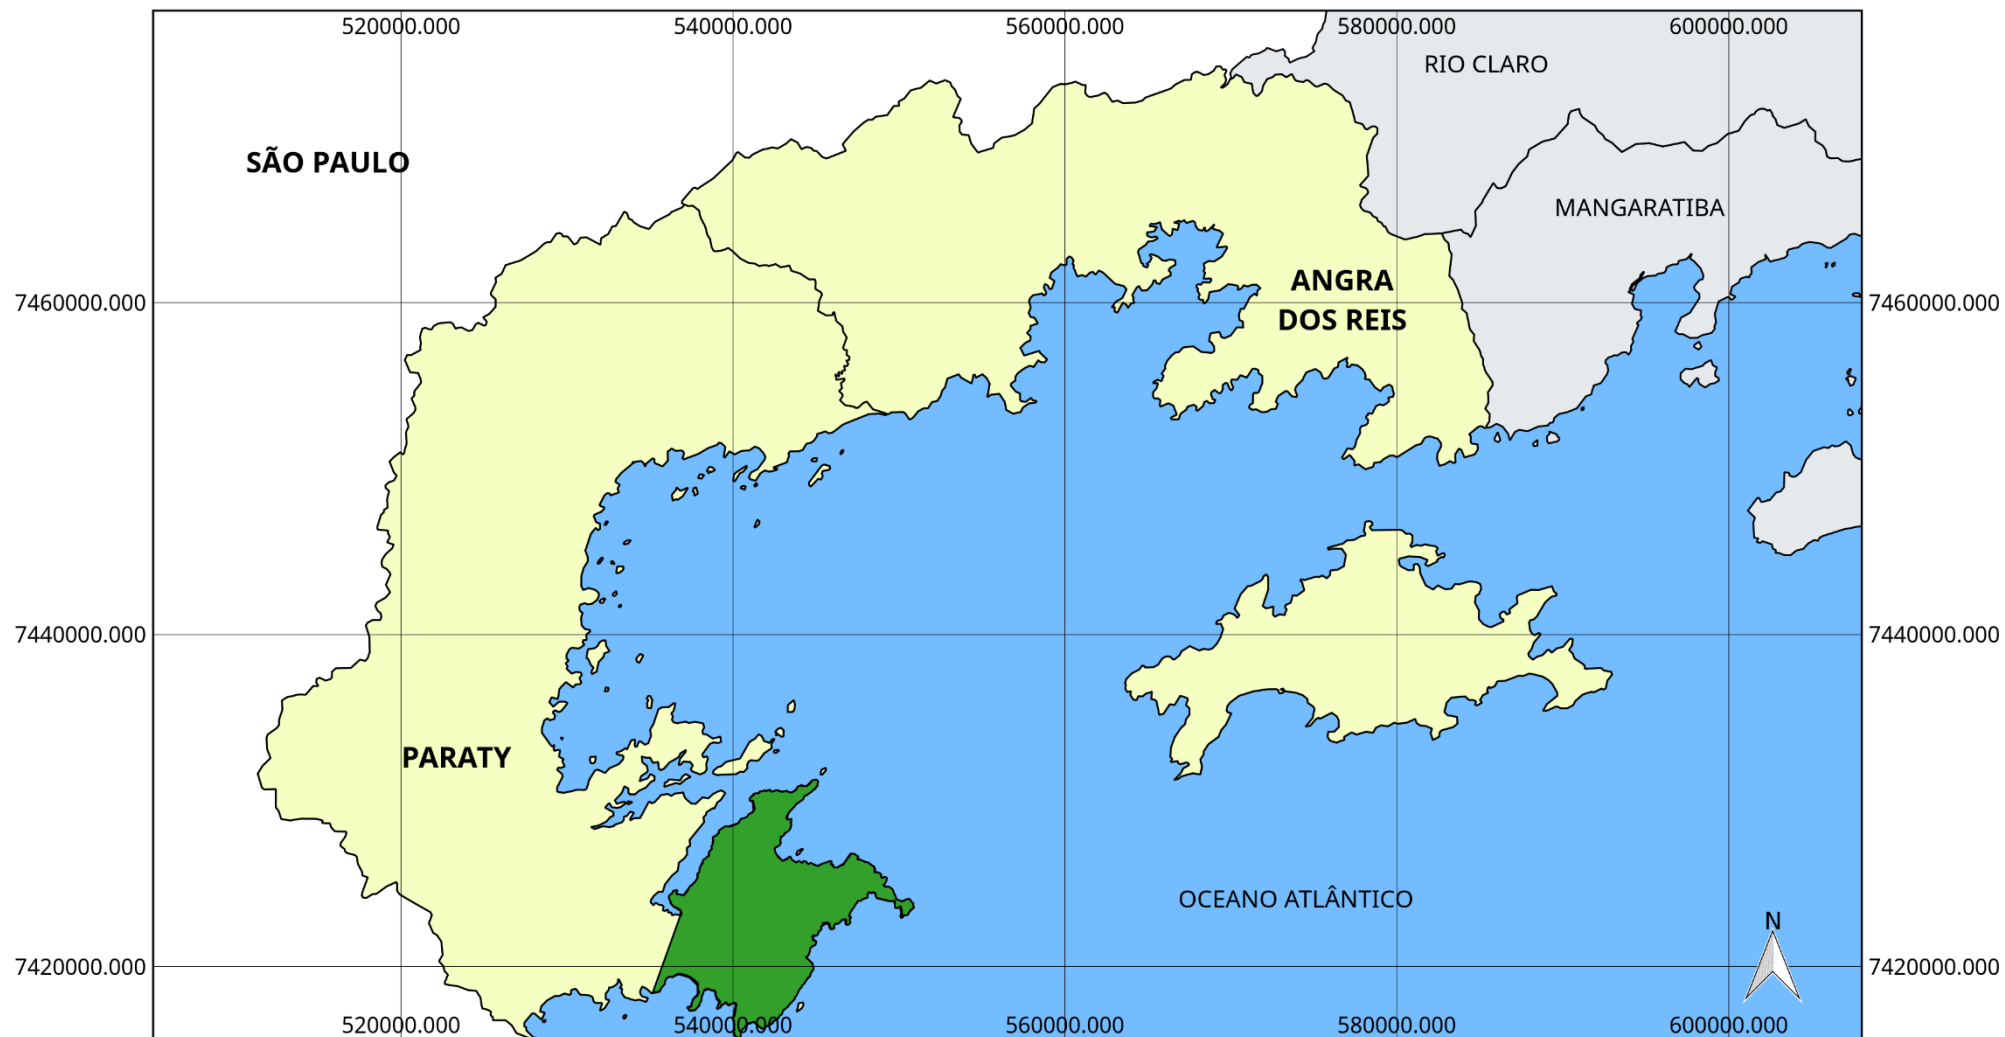 520000.000 540000.000 560000.000 580000.000 600000.000
RIO CLARO
SÃO PAULO
MANGARATIBA
ANGRA
DOS REIS
7460000.000 7460000.000
7440000.000 7440000.000
PARATY
OCEANO ATLÂNTICO
N
7420000.000 7420000.000
520000.000 540000.000 560000.000 580000.000 600000.000